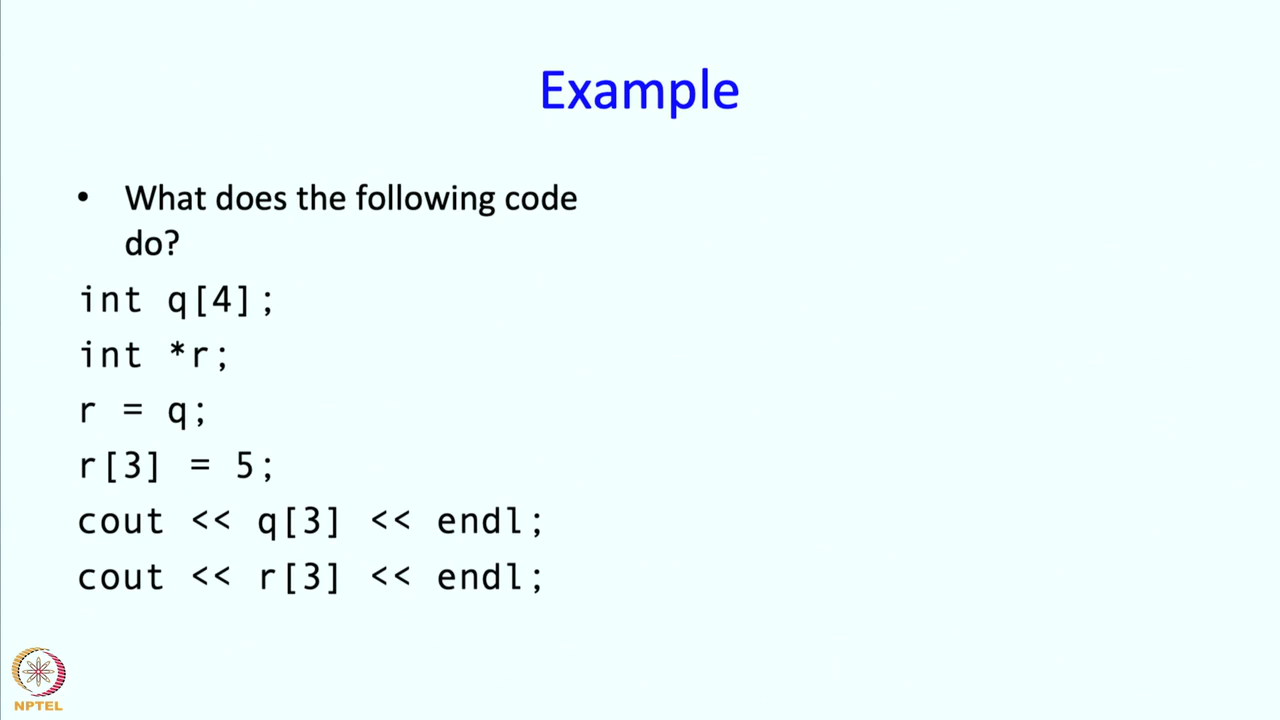 Example
• What does the following code
do?
int q[4];
int *r;
r = q;
r[3] = 5;
cout << q[3] << endl;
cout << r[3] << endl;
NPTEL